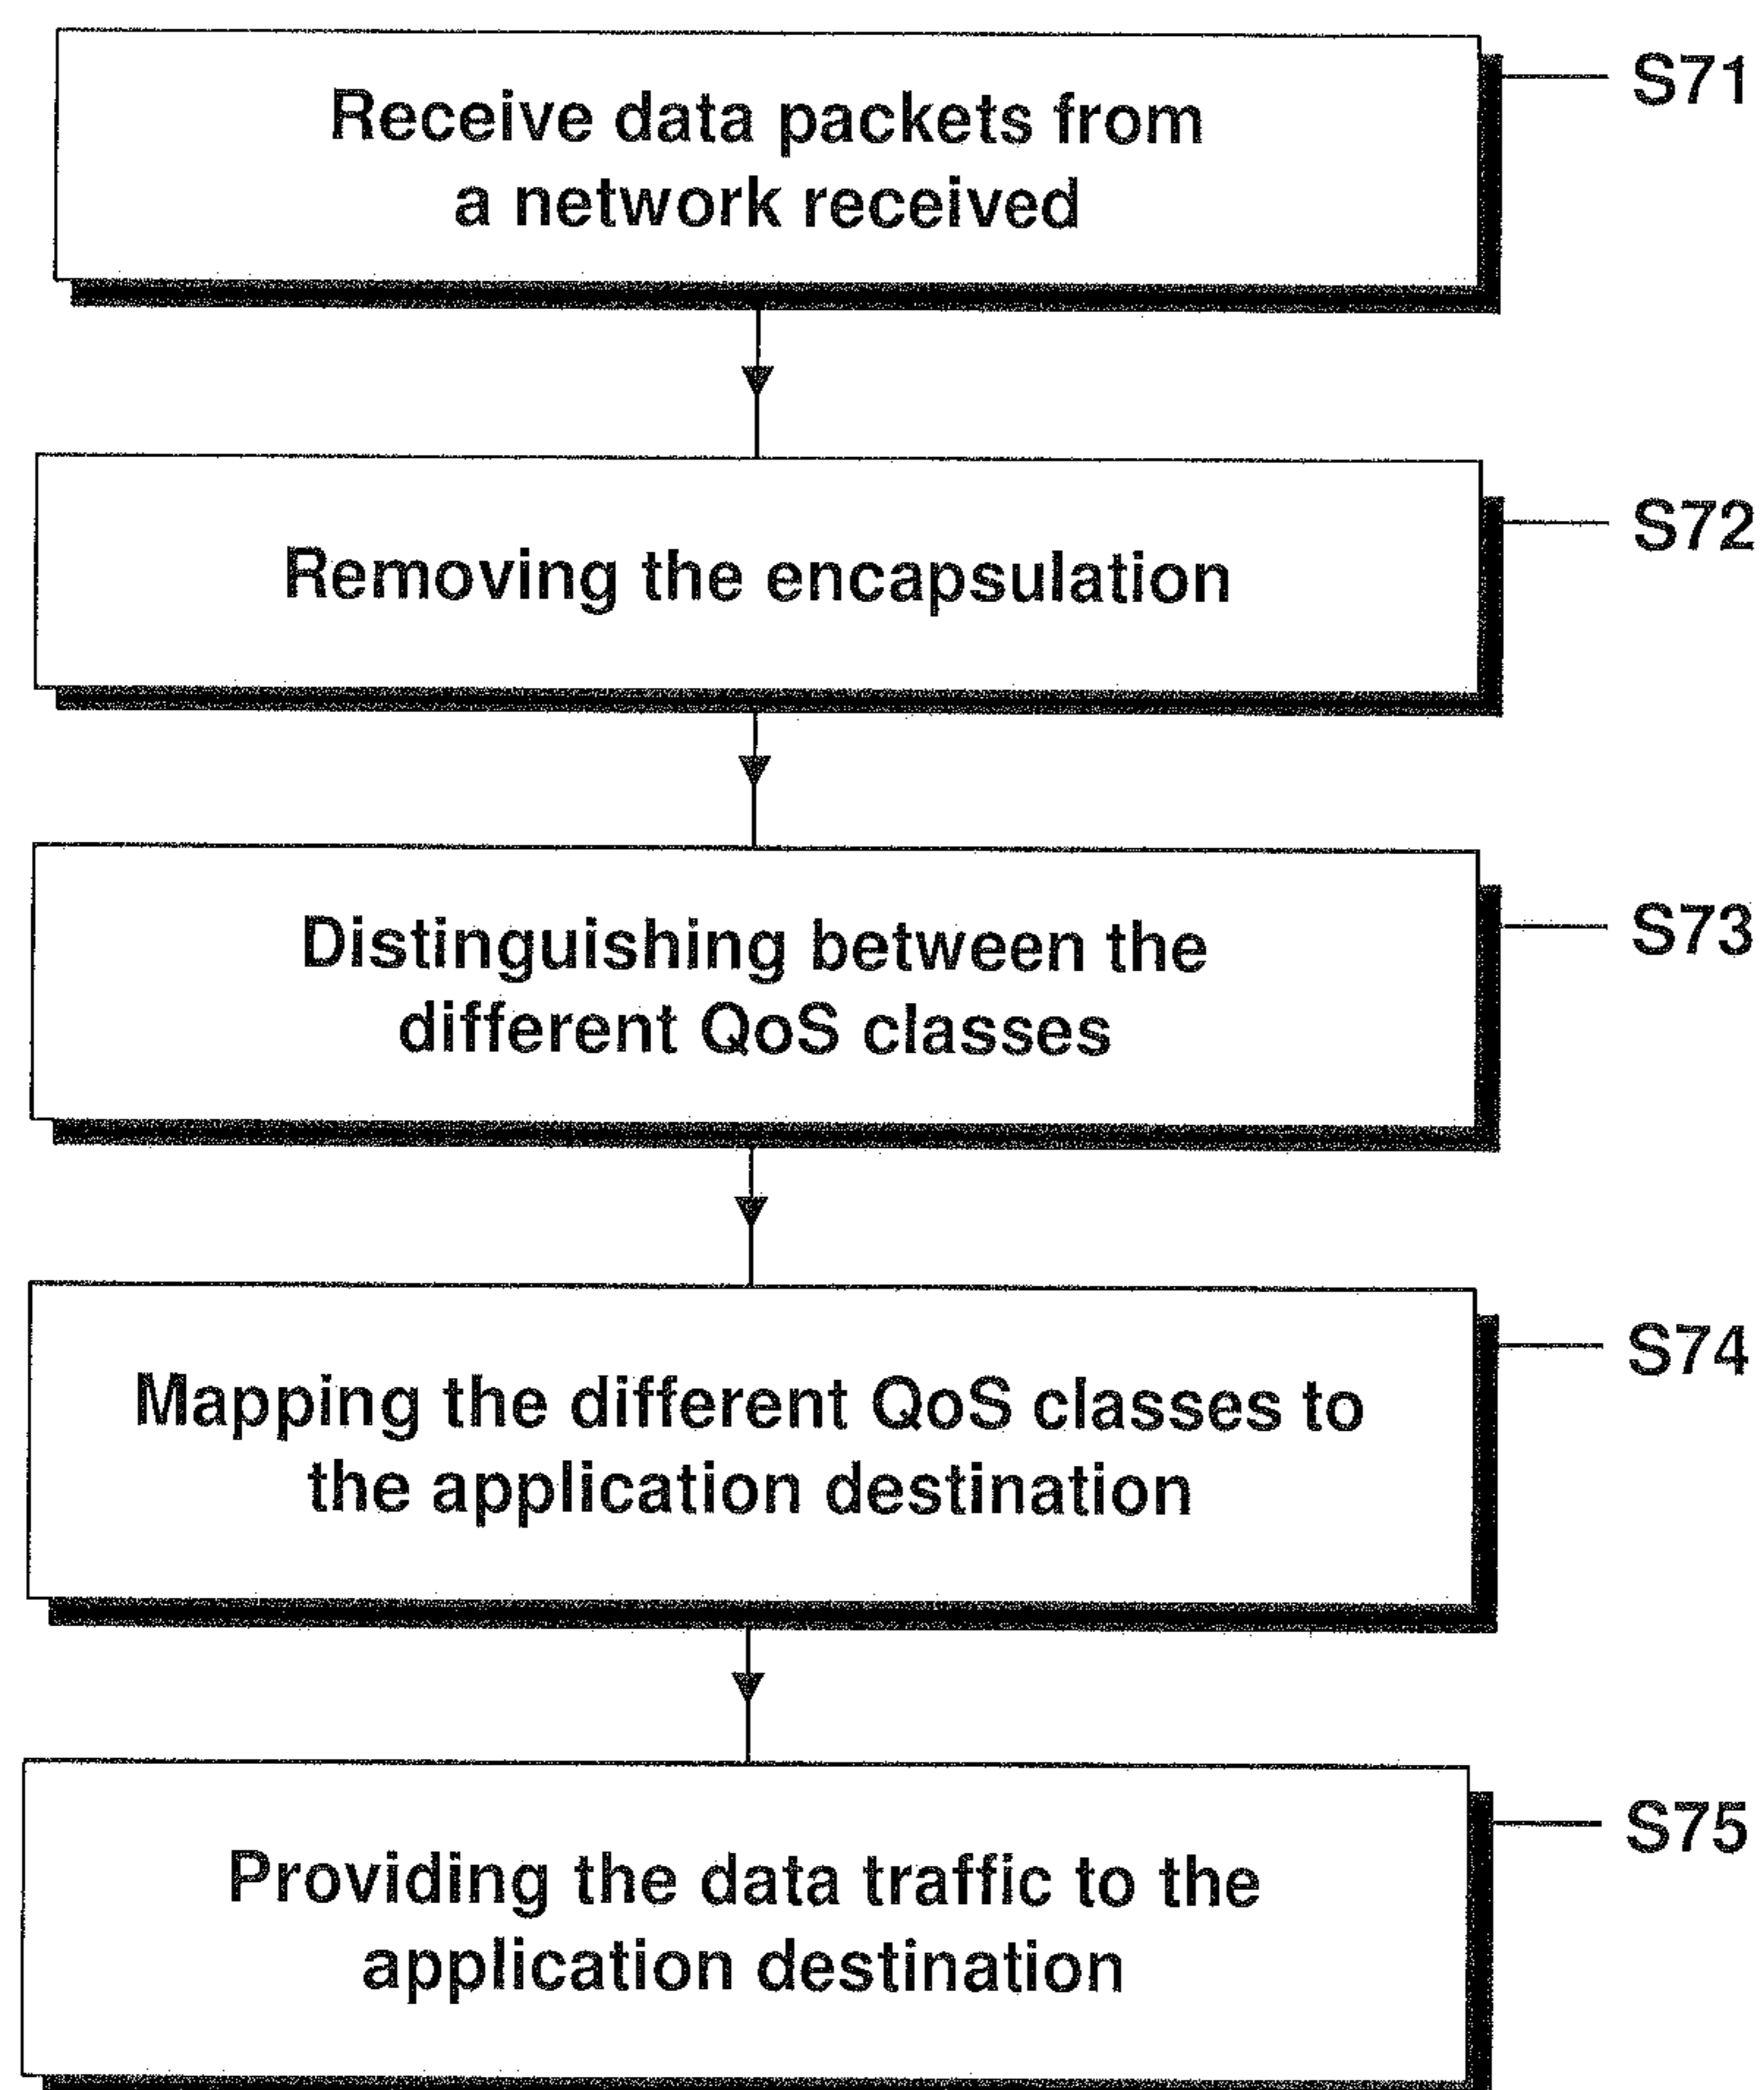 Receive data packets from
a network received
S71
Removing the encapsulation
S72
Distinguishing between the
different QoS classes
S73
Mapping the different QoS classes to
the application destination
S74
Providing the data traffic to the
application destination
S75